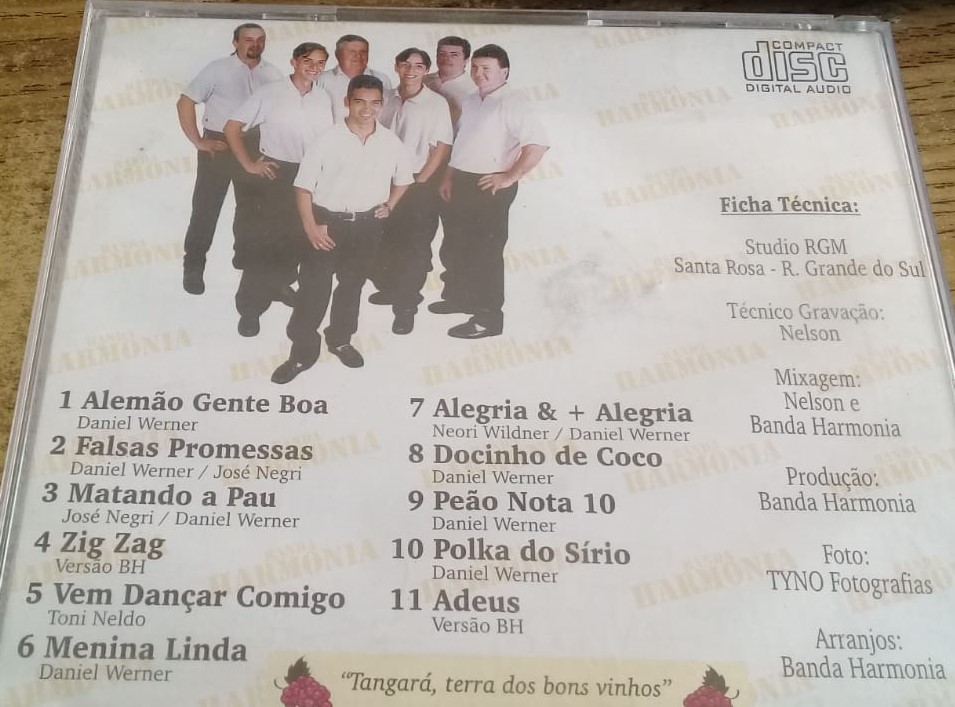 COMPACT
disc
DIGITAL AUDIO
Ficha Técnica:
Studio RGM
Santa Rosa - R. Grande do Sul
Técnico Gravação:
Nelson
Mixagem:
Nelson e
Banda Harmonia
Produção:
Banda Harmonia
Foto:
TYNO Fotografias
Arranjos:
Banda Harmonia
1 Alemão Gente Boa
Daniel Werner
2 Falsas Promessas
Daniel Werner / José Negri
3 Matando a Pau
José Negri / Daniel Werner
4 Zig Zag
Versão BH
5 Vem Dançar Comigo
Toni Neldo
6 Menina Linda
Daniel Werner
7 Alegria & + Alegria
Neori Wildner / Daniel Werner
8 Docinho de Coco
Daniel Werner
9 Peão Nota 10
Daniel Werner
10 Polka do Sírio
Daniel Werner
11 Adeus
Versão BH
"Tangará, terra dos bons vinhos"